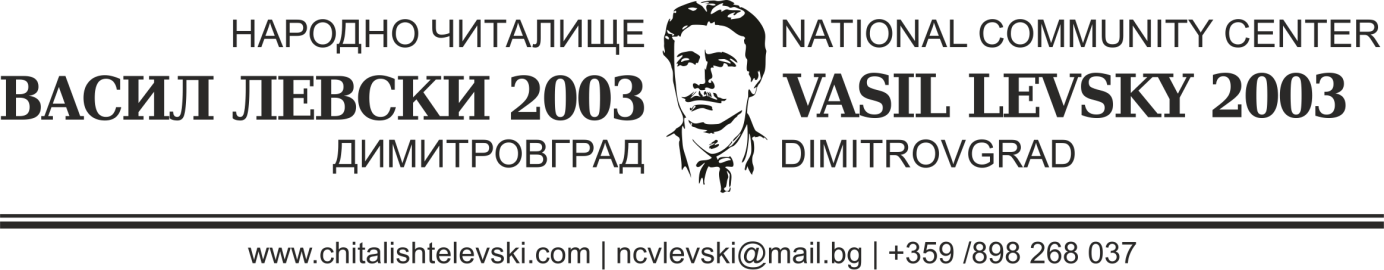 НАРОДНО ЧИТАЛИЩЕ
ВАСИЛ ЛЕВСКИ 2003
ДИМИТРОВГРАД
NATIONAL COMMUNITY CENTER
VASIL LEVSKY 2003
DIMITROVGRAD
www.chitalishtelevski.com | ncvlevski@mail.bg | +359 /898 268 037